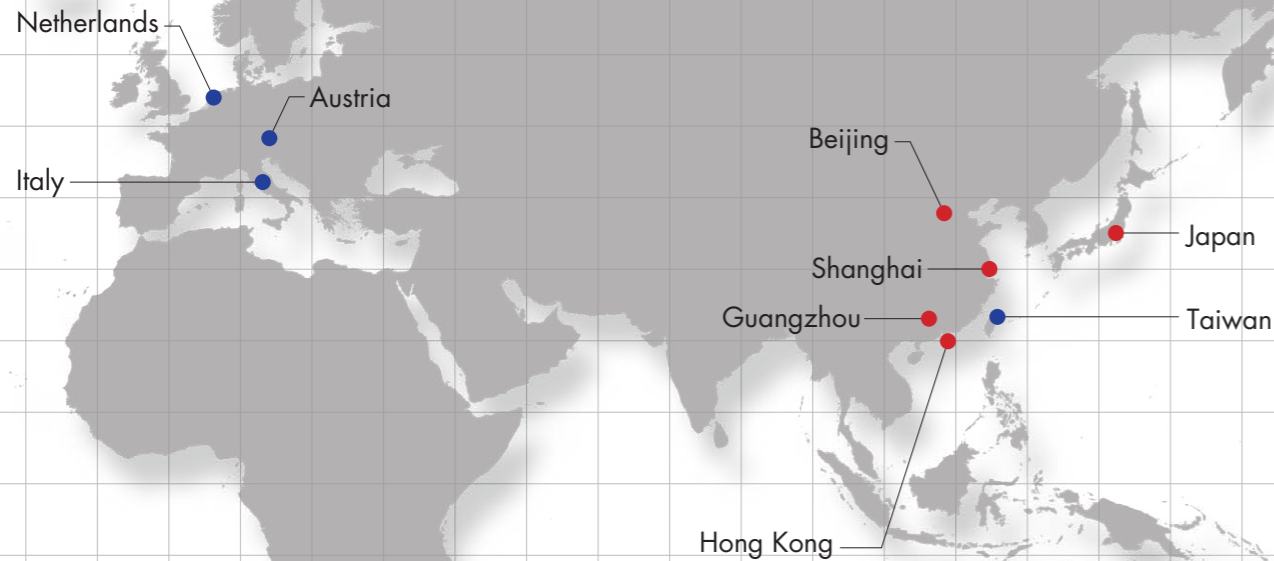 Netherlands
Austria
Beijing
Italy
Japan
Shanghai
Guangzhou
Taiwan
Hong Kong